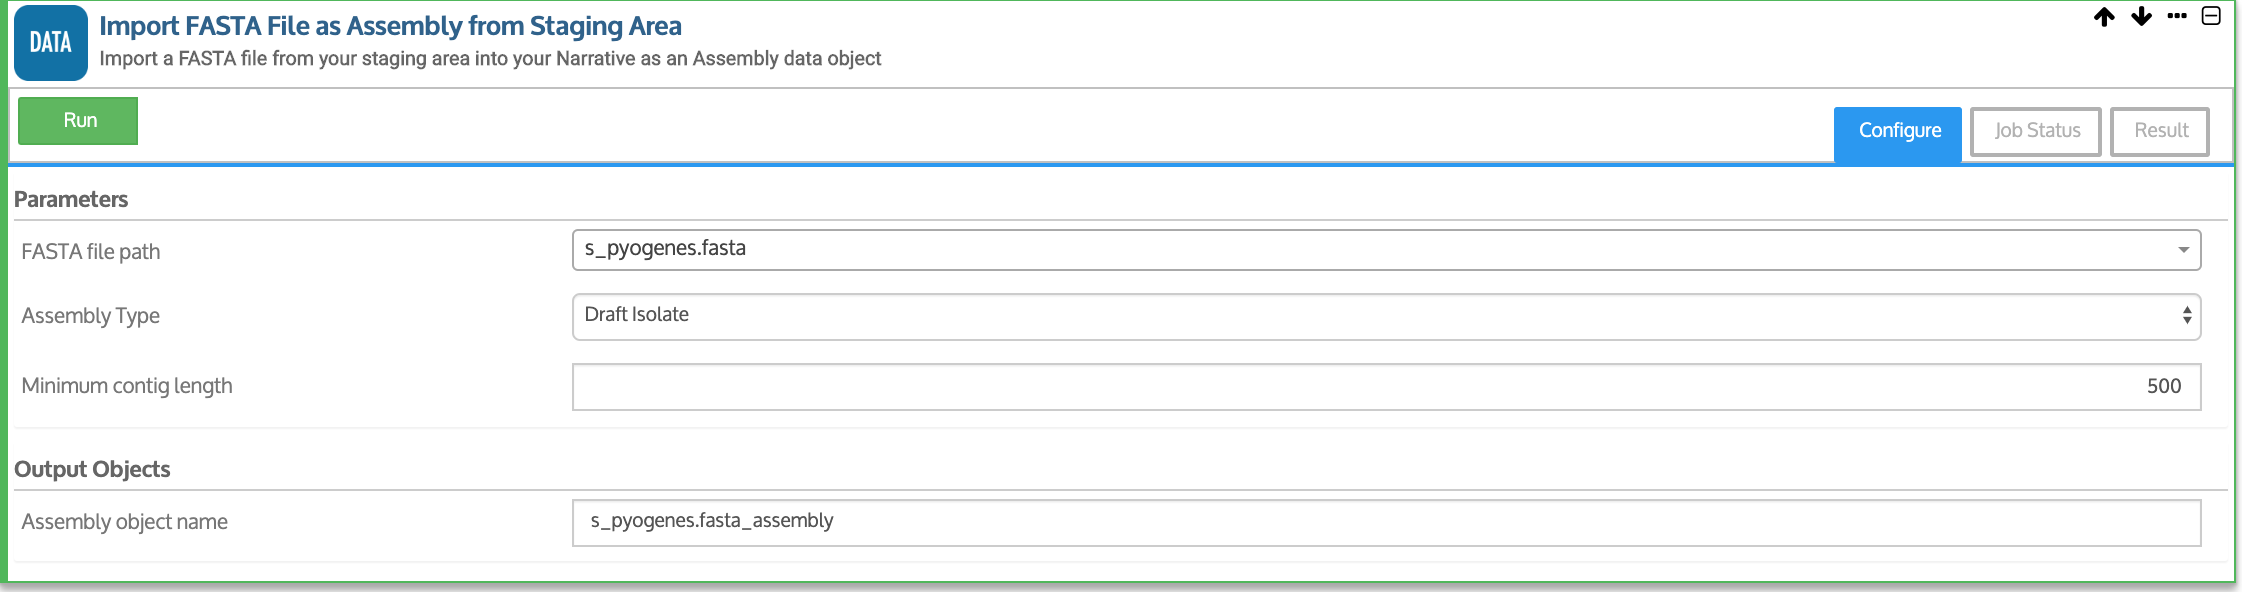 DATA
Import FASTA File as Assembly from Staging Area
Import a FASTA file from your staging area into your Narrative as an Assembly data object
Run
Configure
Job Status
Result
Parameters
FASTA file path
s_pyogenes.fasta
Assembly Type
Draft Isolate
Minimum contig length
500
Output Objects
Assembly object name
s_pyogenes.fasta_assembly